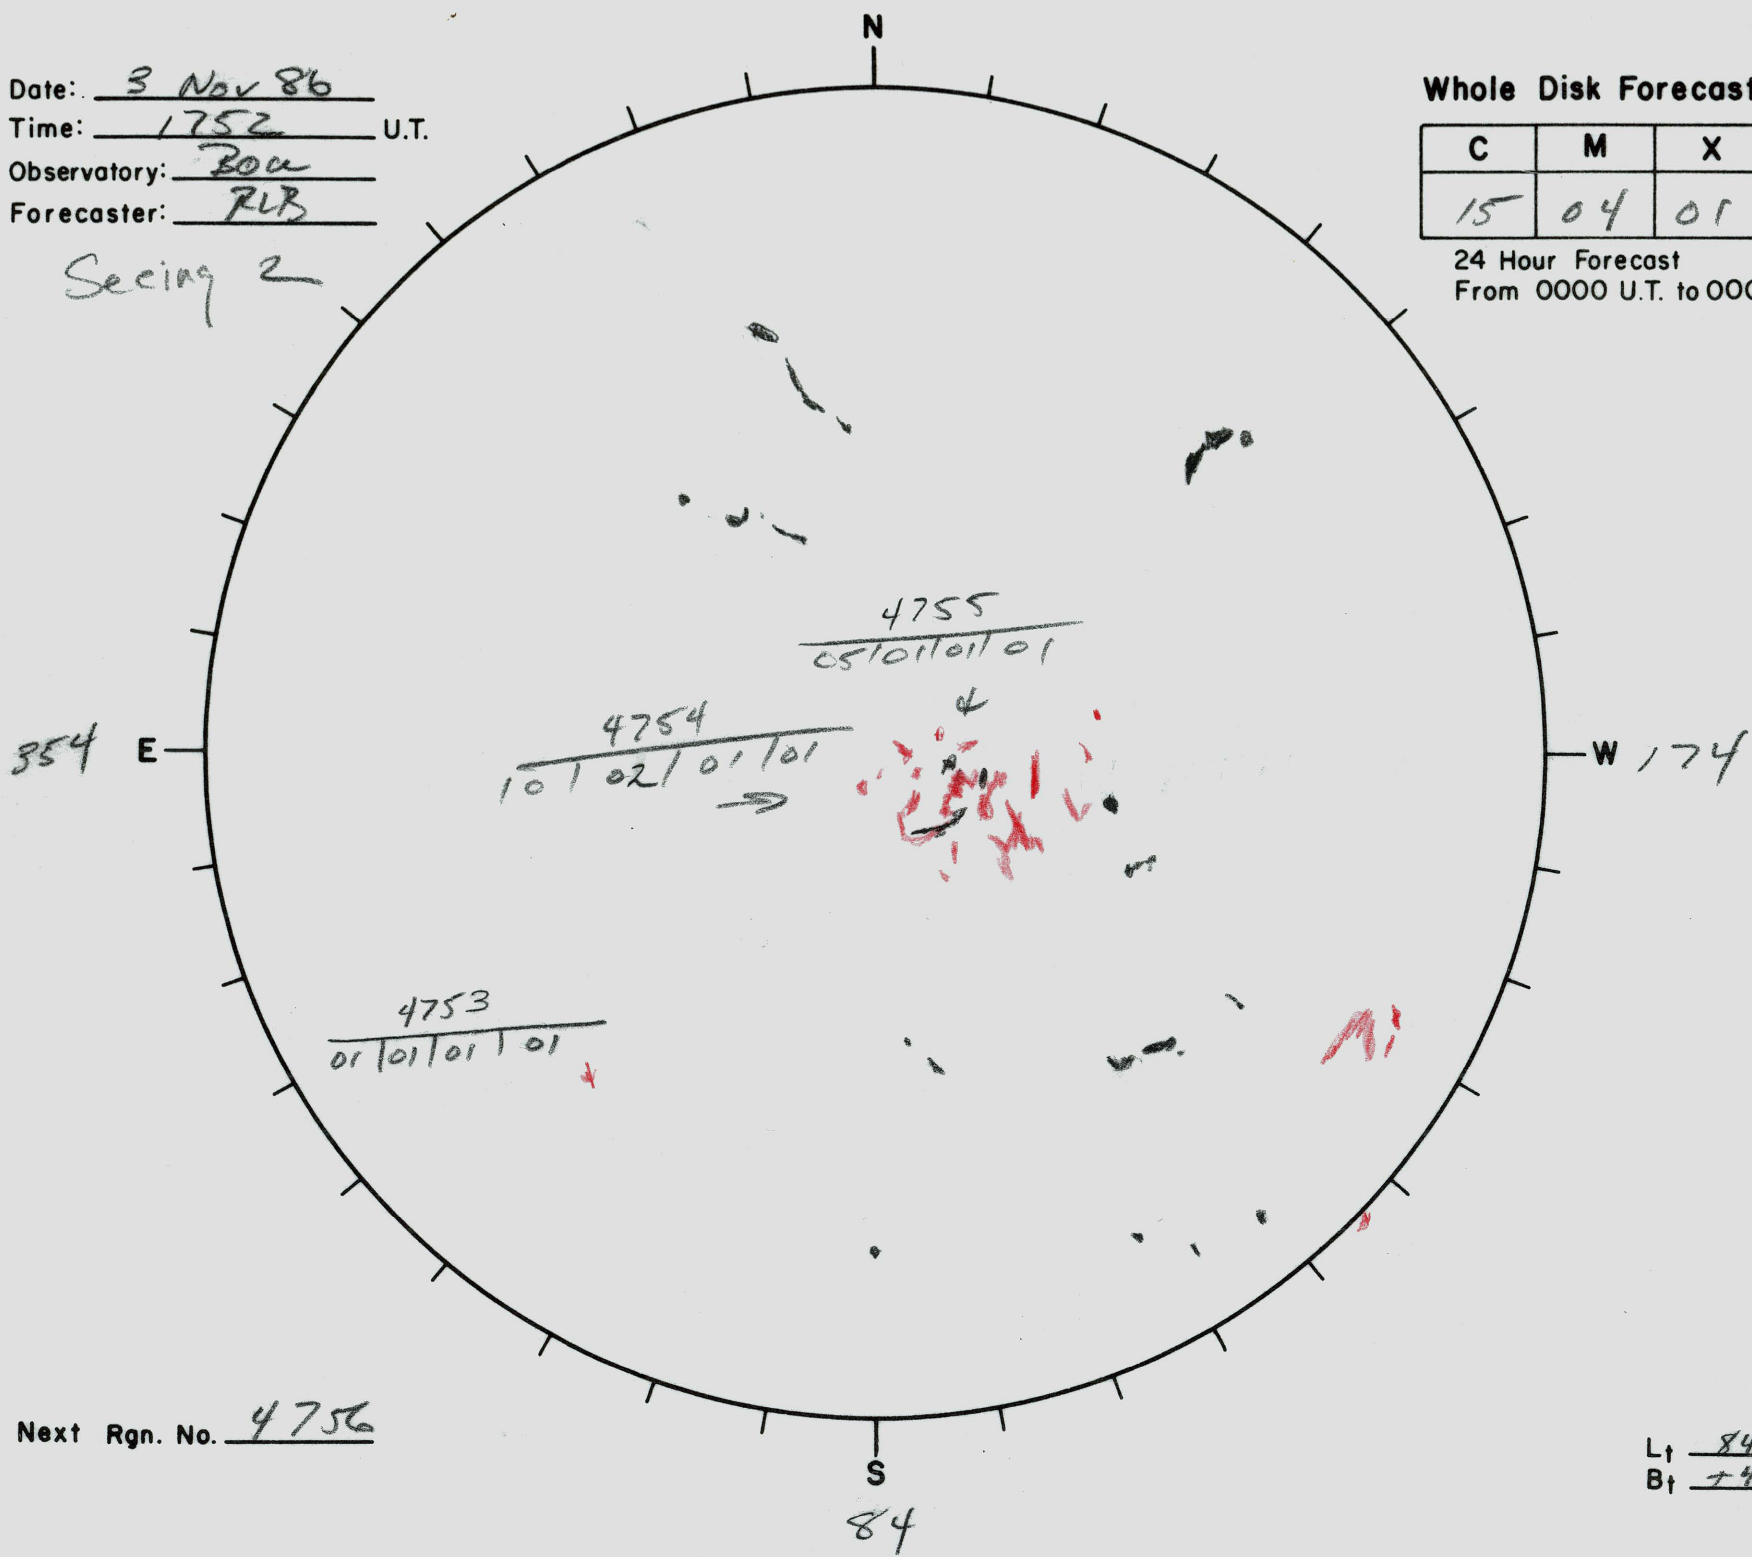 N
Date: 3 Nov 86
Time: 1752 U.T.
Observatory: Bou
Forecaster: RLB
Seeing 2
Whole Disk Forecast
C M X
15 04 01
24 Hour Forecast
From 0000 U.T. to 000
4755
05 | 01 | 01 | 01
4754
10 | 02 | 01 | 01
354 E
W 174
4753
01 | 01 | 01 | 01
Next Rgn. No. 4756
Lt 84
Bt +4
S
84